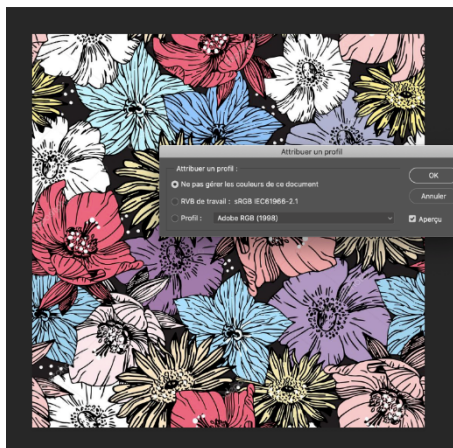 Attribuer un profil
Attribuer un profil :
Ne pas gérer les couleurs de ce document
RVB de travail : sRGB IEC61966-2.1
Profil : Adobe RGB (1998)
OK
Annuler
Aperçu